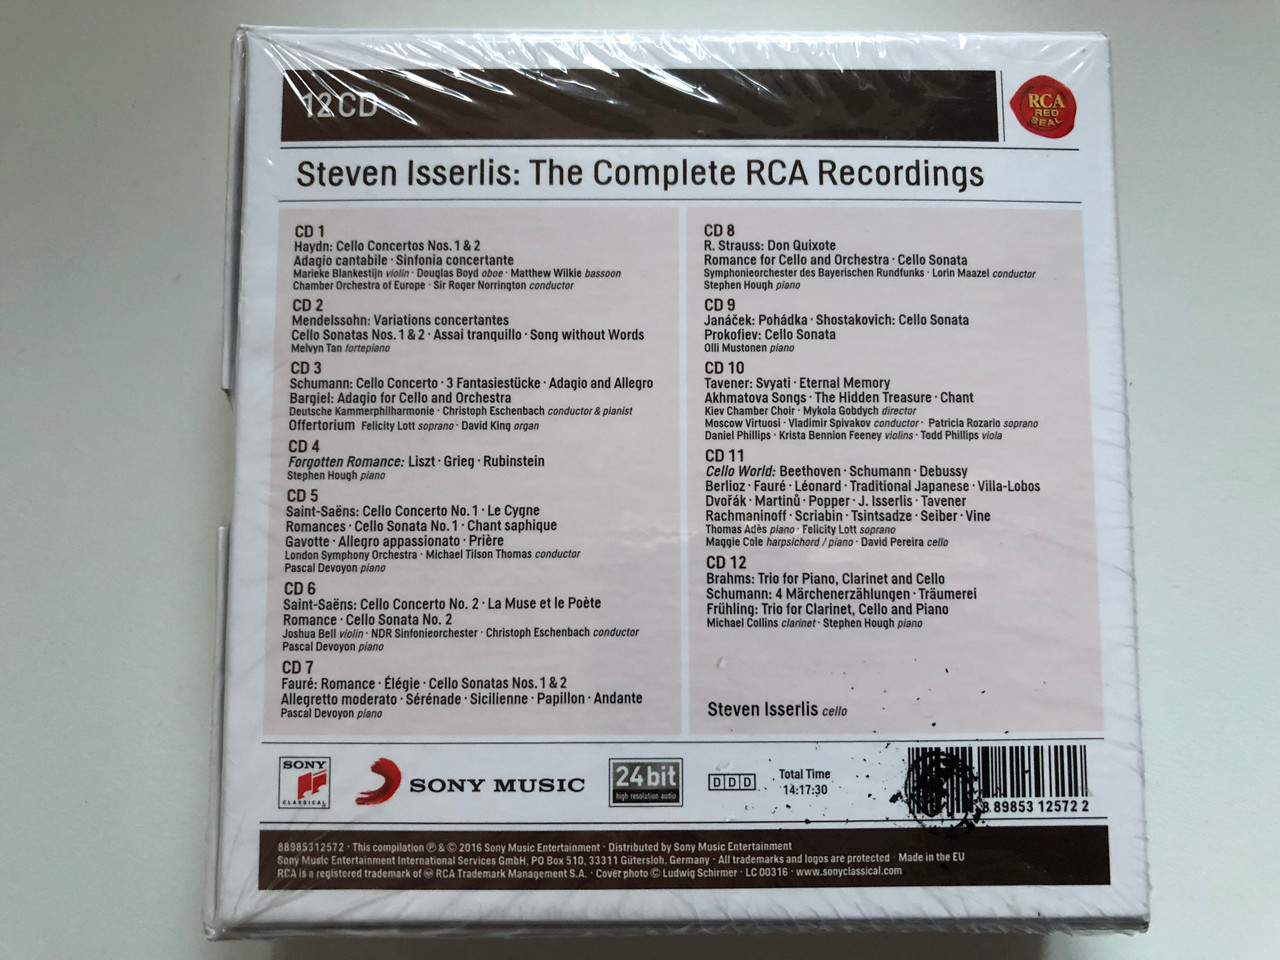 12 CD
RCA
RED
SEAL
Steven Isserlis: The Complete RCA Recordings
CD 1
Haydn: Cello Concertos Nos. 1 & 2
Adagio cantabile · Sinfonia concertante
Marieke Blankestijn violin · Douglas Boyd oboe · Matthew Wilkie bassoon
Chamber Orchestra of Europe · Sir Roger Norrington conductor
CD 2
Mendelssohn: Variations concertantes
Cello Sonatas Nos. 1 & 2 · Assai tranquillo · Song without Words
Melvyn Tan fortepiano
CD 3
Schumann: Cello Concerto · 3 Fantasiestücke · Adagio and Allegro
Bargiel: Adagio for Cello and Orchestra
Deutsche Kammerphilharmonie · Christoph Eschenbach conductor & pianist
Offertorium Felicity Lott soprano · David King organ
CD 4
Forgotten Romance: Liszt · Grieg · Rubinstein
Stephen Hough piano
CD 5
Saint-Saëns: Cello Concerto No. 1 · Le Cygne
Romances · Cello Sonata No. 1 · Chant saphique
Gavotte · Allegro appassionato · Prière
London Symphony Orchestra · Michael Tilson Thomas conductor
Pascal Devoyon piano
CD 6
Saint-Saëns: Cello Concerto No. 2 · La Muse et le Poète
Romance · Cello Sonata No. 2
Joshua Bell violin · NDR Sinfonieorchester · Christoph Eschenbach conductor
Pascal Devoyon piano
CD 7
Fauré: Romance · Élégie · Cello Sonatas Nos. 1 & 2
Allegretto moderato · Sérénade · Sicilienne · Papillon · Andante
Pascal Devoyon piano
CD 8
R. Strauss: Don Quixote
Romance for Cello and Orchestra · Cello Sonata
Symphonieorchester des Bayerischen Rundfunks · Lorin Maazel conductor
Stephen Hough piano
CD 9
Janáček: Pohádka · Shostakovich: Cello Sonata
Prokofiev: Cello Sonata
Olli Mustonen piano
CD 10
Tavener: Svyati · Eternal Memory
Akhmatova Songs · The Hidden Treasure · Chant
Kiev Chamber Choir · Mykola Gobdych director
Moscow Virtuosi · Vladimir Spivakov conductor · Patricia Rozario soprano
Daniel Phillips · Krista Bennion Feeney violins · Todd Phillips viola
CD 11
Cello World: Beethoven · Schumann · Debussy
Berlioz · Fauré · Léonard · Traditional Japanese · Villa-Lobos
Dvořák · Martinů · Popper · J. Isserlis · Tavener
Rachmaninoff · Scriabin · Tsintsadze · Seiber · Vine
Thomas Adès piano · Felicity Lott soprano
Maggie Cole harpsichord / piano · David Pereira cello
CD 12
Brahms: Trio for Piano, Clarinet and Cello
Schumann: 4 Märchenerzählungen · Träumerei
Frühling: Trio for Clarinet, Cello and Piano
Michael Collins clarinet · Stephen Hough piano
Steven Isserlis cello
SONY
CLASSICAL
SONY MUSIC
24 bit
high resolution audio
DDD
Total Time
14:17:30
8 89853 12572 2
88985312572 · This compilation ℗ & © 2016 Sony Music Entertainment · Distributed by Sony Music Entertainment
Sony Music Entertainment International Services GmbH, PO Box 510, 33311 Gütersloh, Germany · All trademarks and logos are protected · Made in the EU
RCA is a registered trademark of RCA Trademark Management S.A. · Cover photo © Ludwig Schirmer · LC 00316 · www.sonyclassical.com